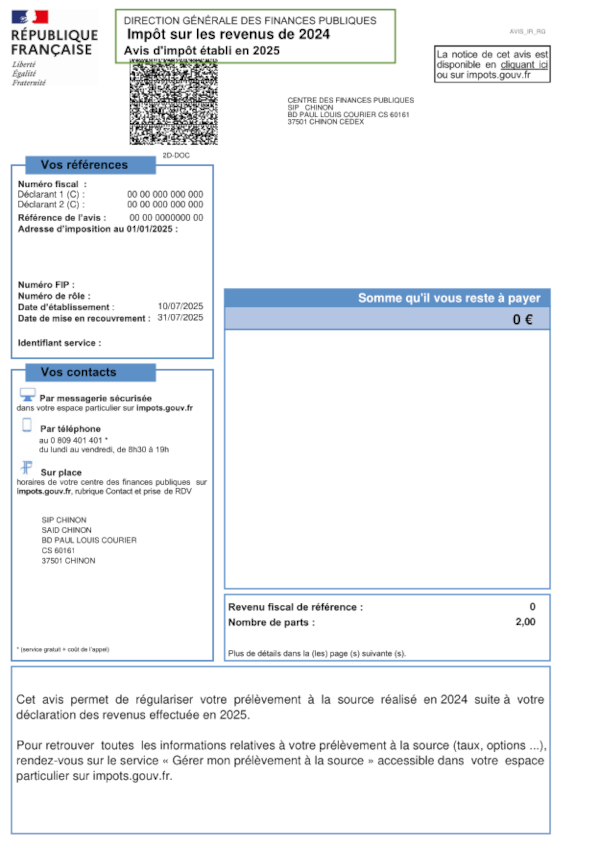 RÉPUBLIQUE
FRANÇAISE
Liberté
Égalité
Fraternité
DIRECTION GÉNÉRALE DES FINANCES PUBLIQUES
Impôt sur les revenus de 2024
Avis d'impôt établi en 2025
AVIS_IR_RG
La notice de cet avis est
disponible en cliquant ici
ou sur impots.gouv.fr
CENTRE DES FINANCES PUBLIQUES
SIP CHINON
BD PAUL LOUIS COURIER CS 60161
37501 CHINON CEDEX
2D-DOC
Vos références
Numéro fiscal :
Déclarant 1 (C) : 00 00 000 000 000
Déclarant 2 (C) : 00 00 000 000 000
Référence de l'avis : 00 00 0000000 00
Adresse d'imposition au 01/01/2025 :
Numéro FIP :
Numéro de rôle :
Date d'établissement : 10/07/2025
Date de mise en recouvrement : 31/07/2025
Identifiant service :
Somme qu'il vous reste à payer
0 €
Vos contacts
Par messagerie sécurisée
dans votre espace particulier sur impots.gouv.fr
Par téléphone
au 0 809 401 401 *
du lundi au vendredi, de 8h30 à 19h
Sur place
horaires de votre centre des finances publiques sur
impots.gouv.fr, rubrique Contact et prise de RDV
SIP CHINON
SAID CHINON
BD PAUL LOUIS COURIER
CS 60161
37501 CHINON
* (service gratuit + coût de l'appel)
Revenu fiscal de référence : 0
Nombre de parts : 2,00
Plus de détails dans la (les) page (s) suivante (s).
Cet avis permet de régulariser votre prélèvement à la source réalisé en 2024 suite à votre
déclaration des revenus effectuée en 2025.
Pour retrouver toutes les informations relatives à votre prélèvement à la source (taux, options ...),
rendez-vous sur le service « Gérer mon prélèvement à la source » accessible dans votre espace
particulier sur impots.gouv.fr.